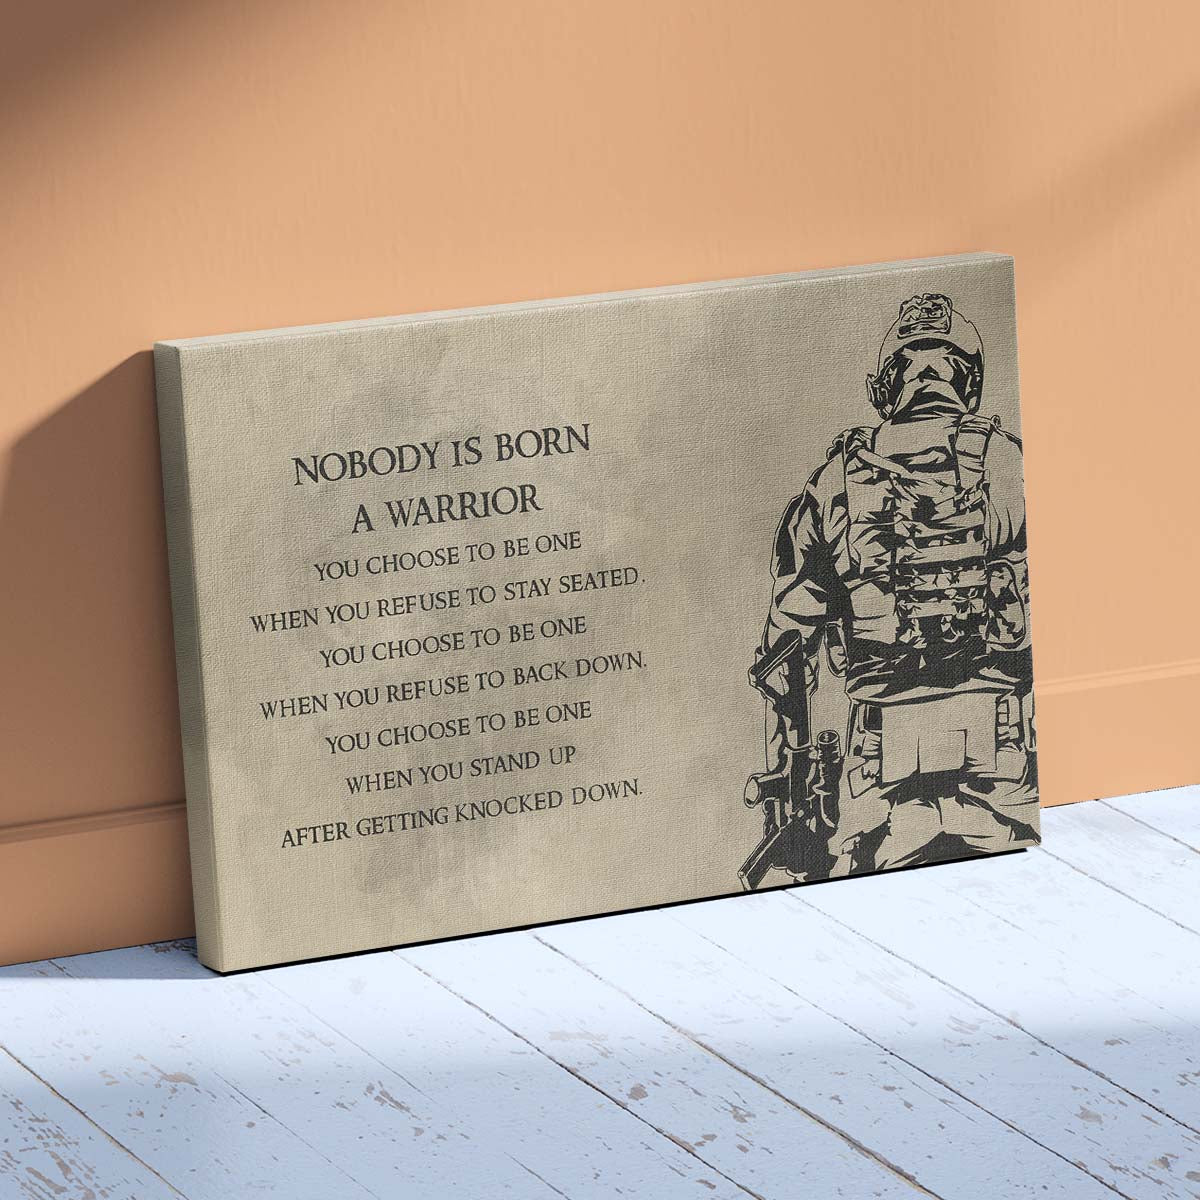 NOBODY IS BORN
A WARRIOR
YOU CHOOSE TO BE ONE
WHEN YOU REFUSE TO STAY SEATED.
YOU CHOOSE TO BE ONE
WHEN YOU REFUSE TO BACK DOWN.
YOU CHOOSE TO BE ONE
WHEN YOU STAND UP
AFTER GETTING KNOCKED DOWN.